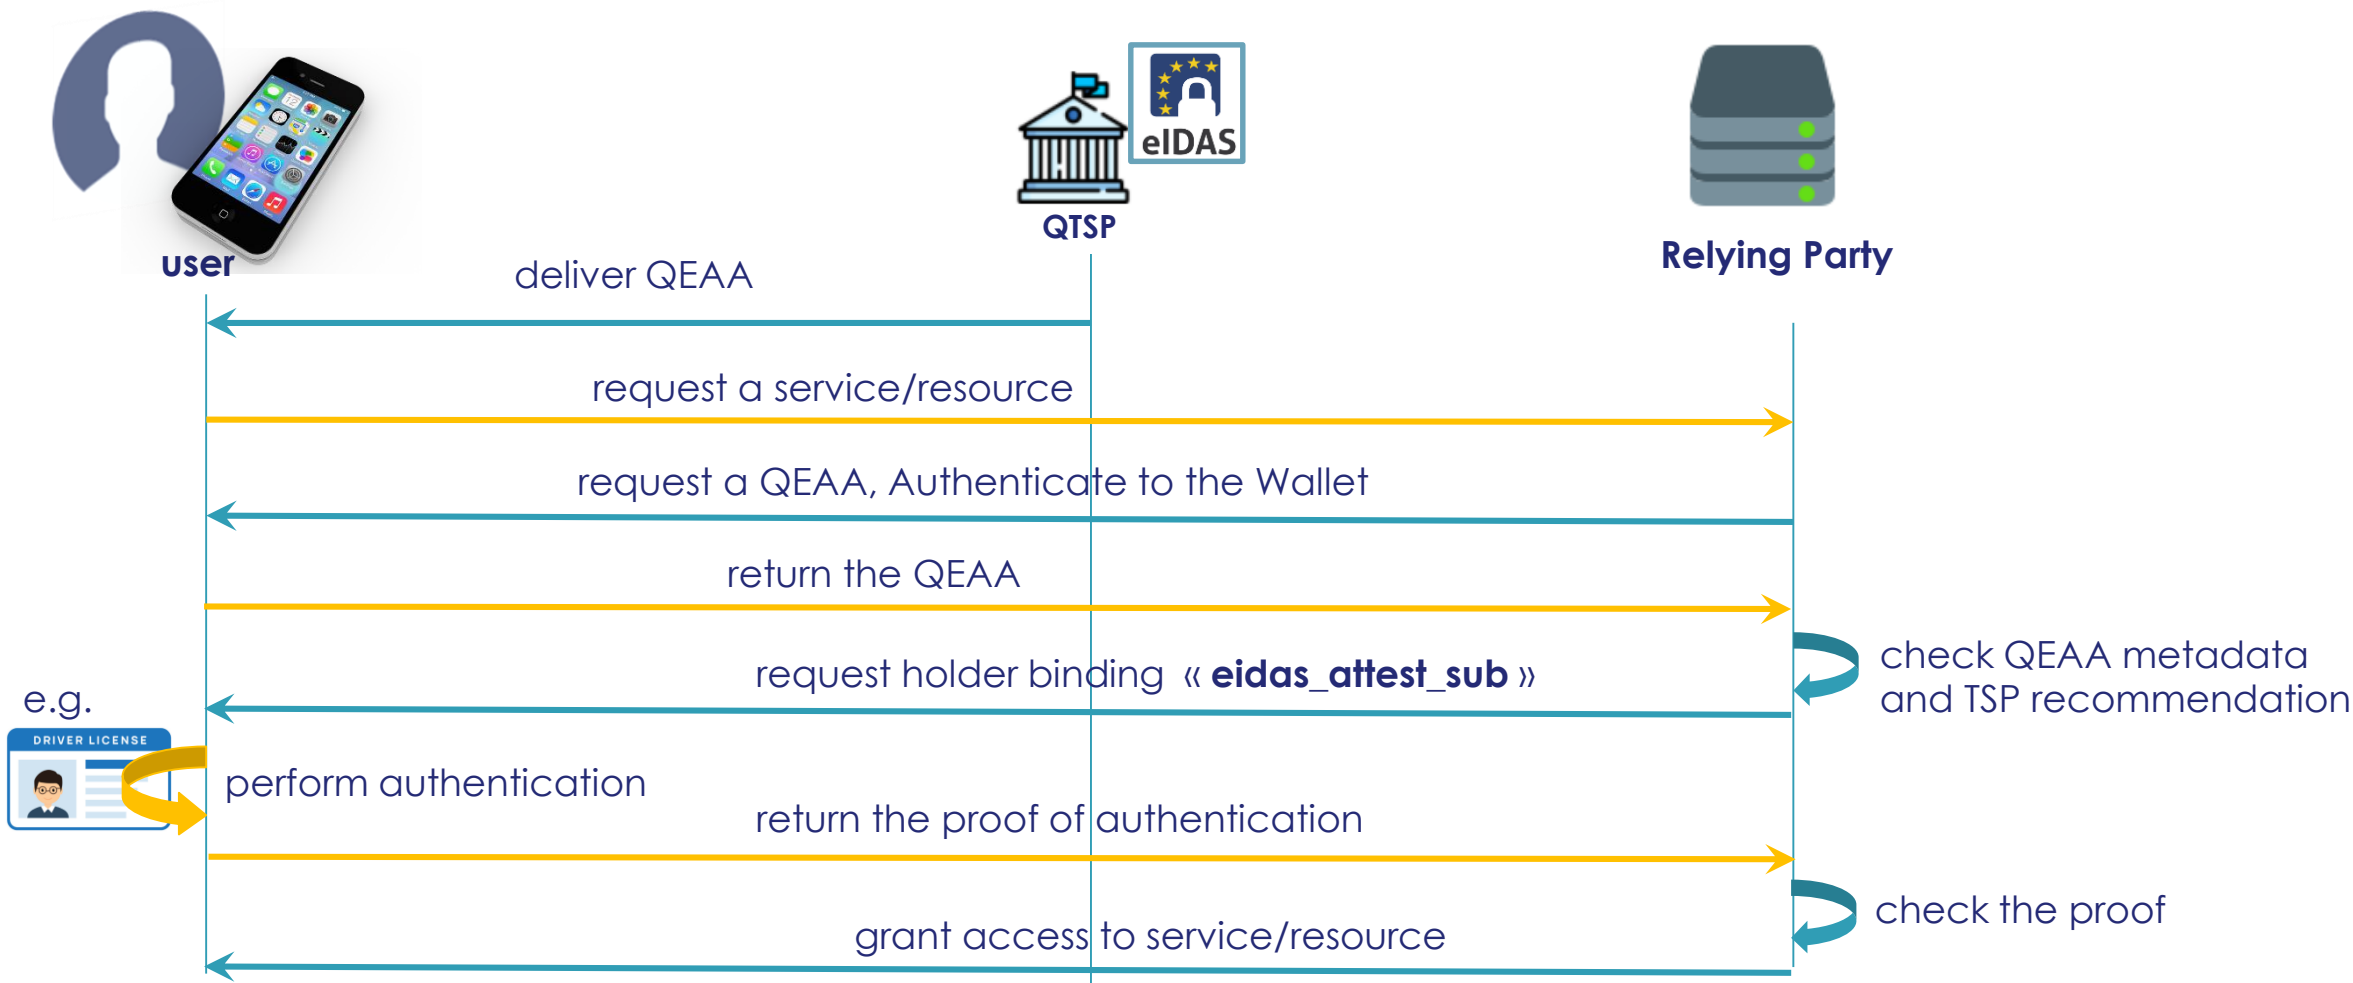 eIDAS
QTSP
user
Relying Party
deliver QEAA
request a service/resource
request a QEAA, Authenticate to the Wallet
return the QEAA
check QEAA metadata
and TSP recommendation
request holder binding « eidas_attest_sub »
e.g.
DRIVER LICENSE
perform authentication
return the proof of authentication
check the proof
grant access to service/resource